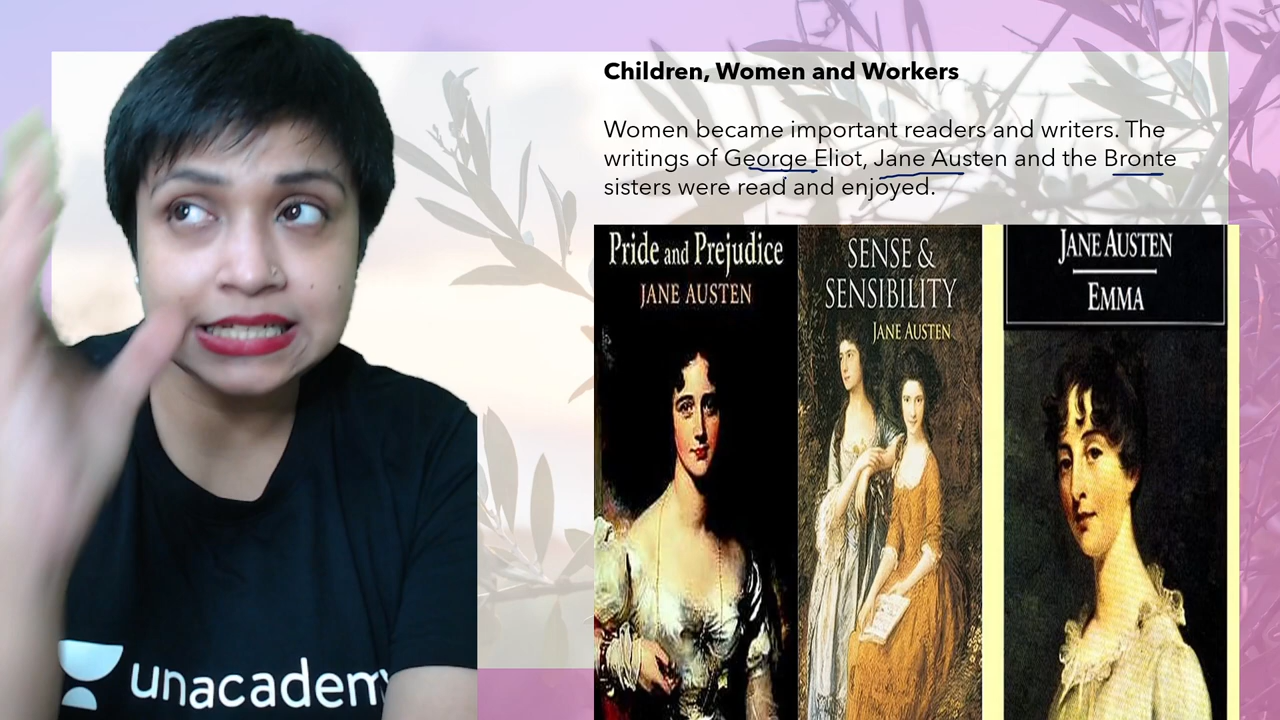 Children, Women and Workers
Women became important readers and writers. The
writings of George Eliot, Jane Austen and the Bronte
sisters were read and enjoyed.
Pride and Prejudice
JANE AUSTEN
SENSE &
SENSIBILITY
JANE AUSTEN
JANE AUSTEN
EMMA
unacademy